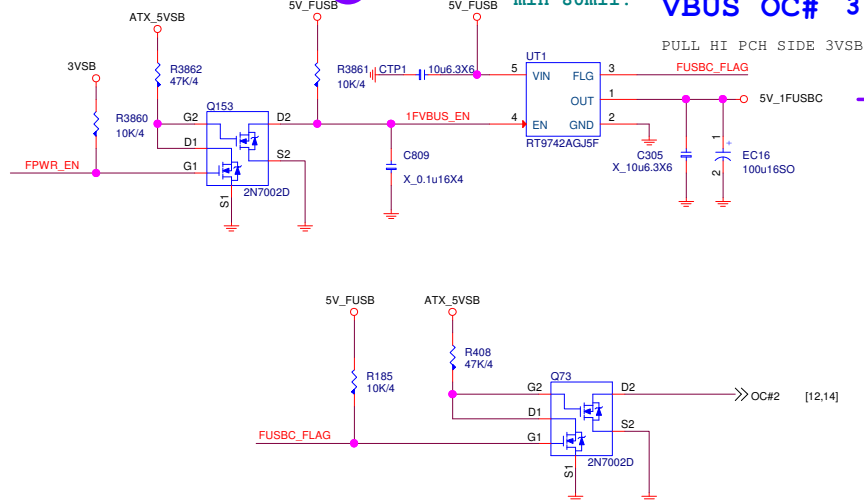 5V_FUSB
5V_FUSB
VBUS OC# 3
ATX_5VSB
PULL HI PCH SIDE 3VSB
3VSB
R3862
47K/4
R3861
10K/4
CTP1
10u6.3X6
UT1
5
VIN
FLG
3
FUSBC_FLAG
OUT
1
5V_1FUSBC
4
EN
GND
2
RT9742AGJ5F
R3860
10K/4
Q153
G2
D2
1FVBUS_EN
D1
S2
FPWR_EN
G1
S1
2N7002D
C809
X_0.1u16X4
C305
X_10u6.3X6
1
+
2
EC16
100u16SO
5V_FUSB
ATX_5VSB
R185
10K/4
R408
47K/4
Q73
G2
D2
OC#2
[12,14]
D1
S2
FUSBC_FLAG
G1
S1
2N7002D